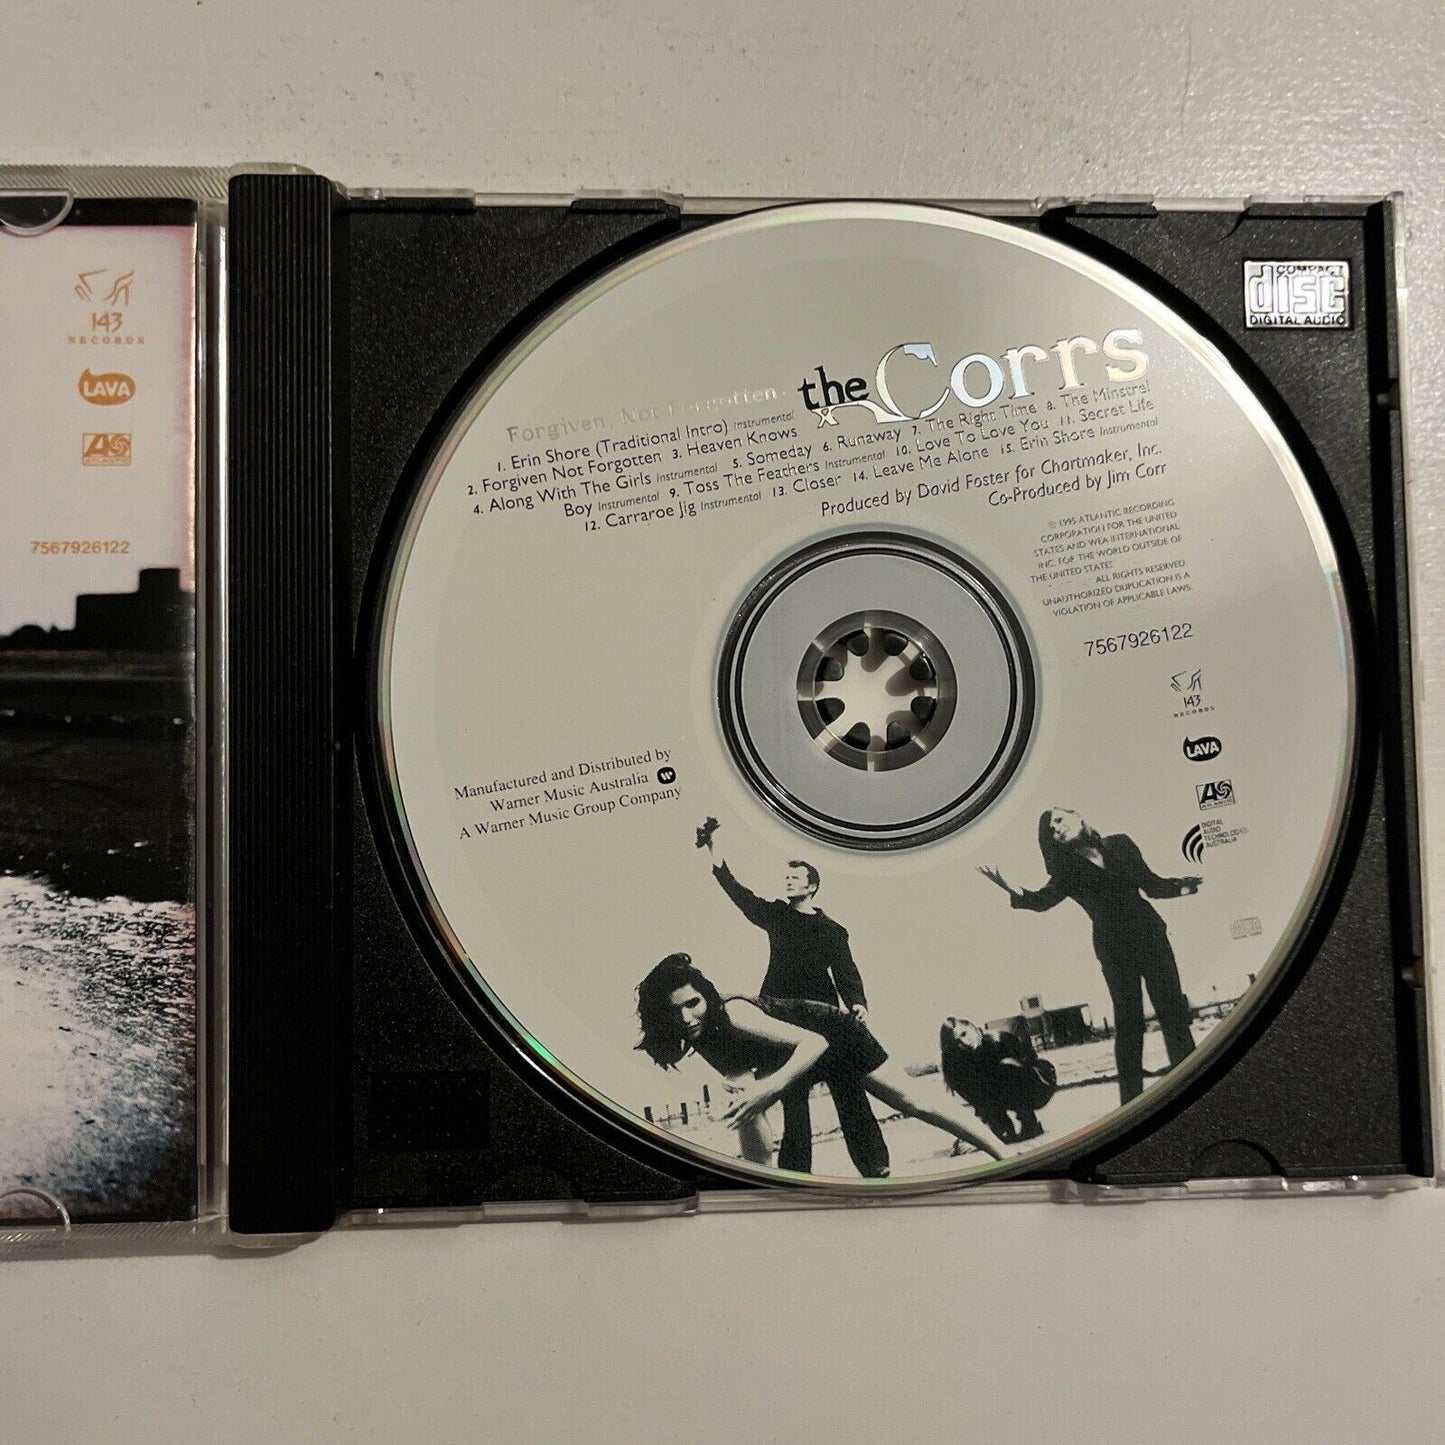 143
RECORDS
LAVA
ATLANTIC
7567926122
COMPACT
disc
DIGITAL AUDIO
the Corrs
Forgiven, Not Forgotten.
1. Erin Shore (Traditional Intro) Instrumental
2. Forgiven Not Forgotten 3. Heaven Knows
4. Along With The Girls Instrumental 5. Someday 6. Runaway 7. The Right Time 8. The Minstrel
Boy Instrumental 9. Toss The Feathers Instrumental 10. Love To Love You 11. Secret Life
12. Carraroe Jig Instrumental 13. Closer 14. Leave Me Alone 15. Erin Shore Instrumental
Produced by David Foster for Chartmaker, Inc.
Co-Produced by Jim Corr
℗ 1995 ATLANTIC RECORDING
CORPORATION FOR THE UNITED
STATES AND WEA INTERNATIONAL
INC. FOR THE WORLD OUTSIDE OF
THE UNITED STATES
ALL RIGHTS RESERVED.
UNAUTHORIZED DUPLICATION IS A
VIOLATION OF APPLICABLE LAWS.
7567926122
143
RECORDS
LAVA
ATLANTIC
DIGITAL
AUDIO
TECHNOLOGIES
AUSTRALIA
Manufactured and Distributed by
Warner Music Australia
A Warner Music Group Company